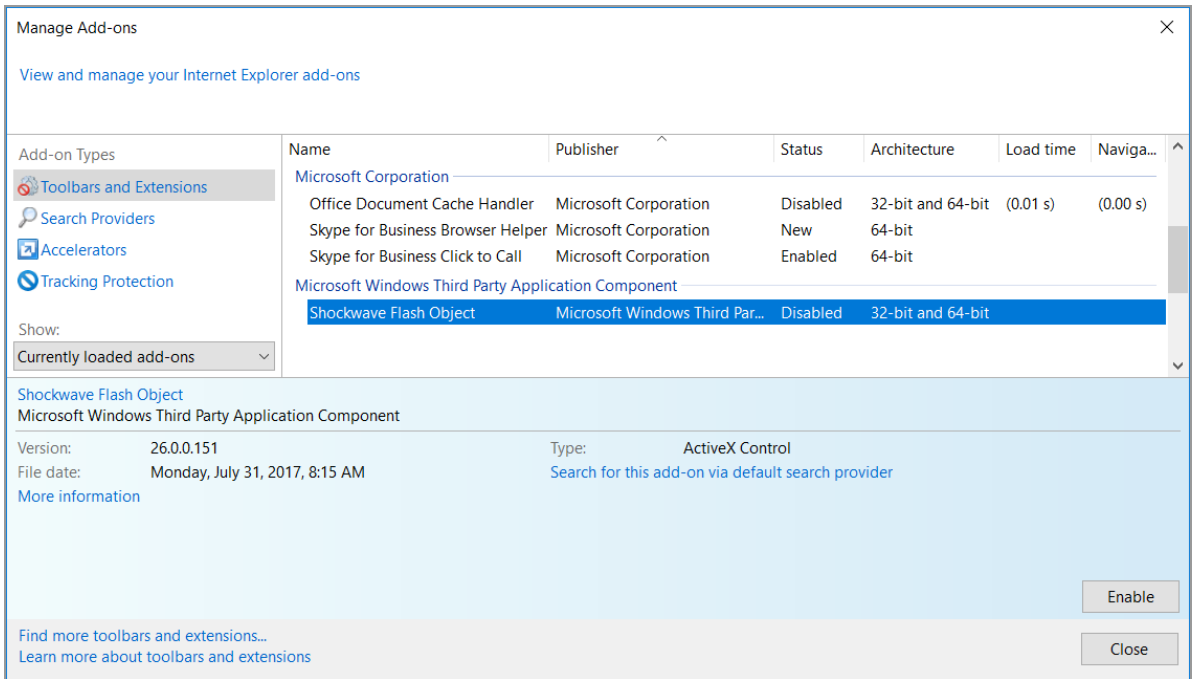 Manage Add-ons
View and manage your Internet Explorer add-ons
Add-on Types
Toolbars and Extensions
Search Providers
Accelerators
Tracking Protection
Show:
Currently loaded add-ons
Name Publisher Status Architecture Load time Naviga...
Microsoft Corporation
Office Document Cache Handler Microsoft Corporation Disabled 32-bit and 64-bit (0.01 s) (0.00 s)
Skype for Business Browser Helper Microsoft Corporation New 64-bit
Skype for Business Click to Call Microsoft Corporation Enabled 64-bit
Microsoft Windows Third Party Application Component
Shockwave Flash Object Microsoft Windows Third Par... Disabled 32-bit and 64-bit
Shockwave Flash Object
Microsoft Windows Third Party Application Component
Version: 26.0.0.151 Type: ActiveX Control
File date: Monday, July 31, 2017, 8:15 AM Search for this add-on via default search provider
More information
Enable
Find more toolbars and extensions...
Learn more about toolbars and extensions
Close